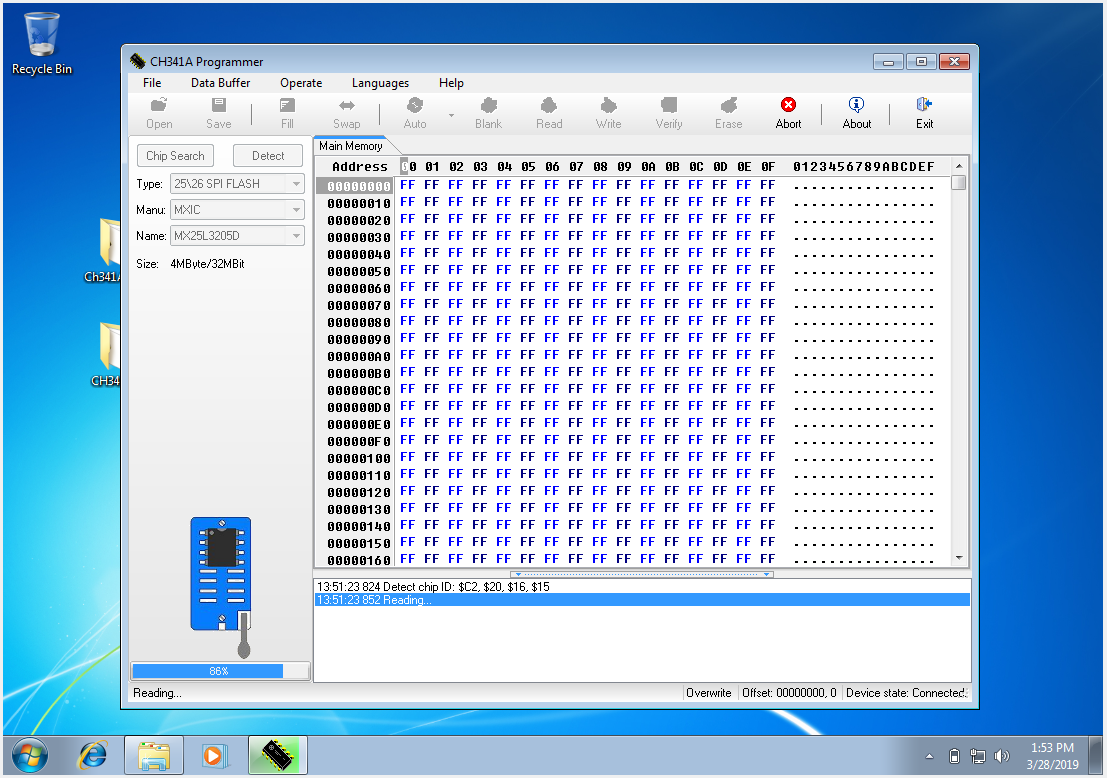 Recycle Bin
CH341A Programmer
File Data Buffer Operate Languages Help
Open Save Fill Swap Auto Blank Read Write Verify Erase Abort About Exit
Chip Search Detect
Type: 25\26 SPI FLASH
Manu: MXIC
Name: MX25L3205D
Size: 4MByte/32MBit
Ch341A
CH34
Main Memory
Address 00 01 02 03 04 05 06 07 08 09 0A 0B 0C 0D 0E 0F 0123456789ABCDEF
00000000 FF FF FF FF FF FF FF FF FF FF FF FF FF FF FF FF ................
00000010 FF FF FF FF FF FF FF FF FF FF FF FF FF FF FF FF ................
00000020 FF FF FF FF FF FF FF FF FF FF FF FF FF FF FF FF ................
00000030 FF FF FF FF FF FF FF FF FF FF FF FF FF FF FF FF ................
00000040 FF FF FF FF FF FF FF FF FF FF FF FF FF FF FF FF ................
00000050 FF FF FF FF FF FF FF FF FF FF FF FF FF FF FF FF ................
00000060 FF FF FF FF FF FF FF FF FF FF FF FF FF FF FF FF ................
00000070 FF FF FF FF FF FF FF FF FF FF FF FF FF FF FF FF ................
00000080 FF FF FF FF FF FF FF FF FF FF FF FF FF FF FF FF ................
00000090 FF FF FF FF FF FF FF FF FF FF FF FF FF FF FF FF ................
000000A0 FF FF FF FF FF FF FF FF FF FF FF FF FF FF FF FF ................
000000B0 FF FF FF FF FF FF FF FF FF FF FF FF FF FF FF FF ................
000000C0 FF FF FF FF FF FF FF FF FF FF FF FF FF FF FF FF ................
000000D0 FF FF FF FF FF FF FF FF FF FF FF FF FF FF FF FF ................
000000E0 FF FF FF FF FF FF FF FF FF FF FF FF FF FF FF FF ................
000000F0 FF FF FF FF FF FF FF FF FF FF FF FF FF FF FF FF ................
00000100 FF FF FF FF FF FF FF FF FF FF FF FF FF FF FF FF ................
00000110 FF FF FF FF FF FF FF FF FF FF FF FF FF FF FF FF ................
00000120 FF FF FF FF FF FF FF FF FF FF FF FF FF FF FF FF ................
00000130 FF FF FF FF FF FF FF FF FF FF FF FF FF FF FF FF ................
00000140 FF FF FF FF FF FF FF FF FF FF FF FF FF FF FF FF ................
00000150 FF FF FF FF FF FF FF FF FF FF FF FF FF FF FF FF ................
00000160 FF FF FF FF FF FF FF FF FF FF FF FF FF FF FF FF ................
13:51:23 824 Detect chip ID: $C2, $20, $16, $15
13:51:23 852 Reading...
86%
Reading... Overwrite Offset: 00000000, 0 Device state: Connected.
1:53 PM
3/28/2019